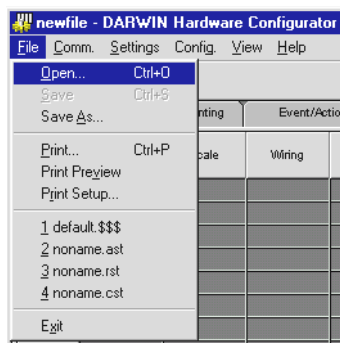 newfile - DARWIN Hardware Configurator
File Comm. Settings Config. View Help
Open... Ctrl+O
Save Ctrl+S
Save As...
Print... Ctrl+P
Print Preview
Print Setup...
1 default.$$$
2 noname.ast
3 noname.rst
4 noname.cst
Exit
nting Event/Actio
cale Wiring